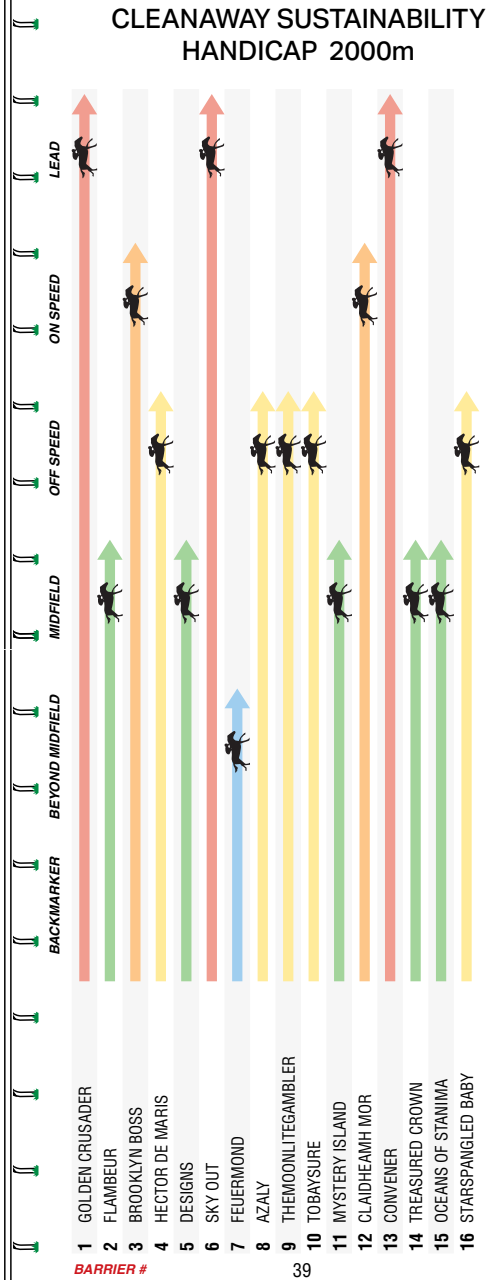 CLEANAWAY SUSTAINABILITY
HANDICAP 2000m
LEAD
ON SPEED
OFF SPEED
MIDFIELD
BEYOND MIDFIELD
BACKMARKER
1 GOLDEN CRUSADER
2 FLAMBEUR
3 BROOKLYN BOSS
4 HECTOR DE MARIS
5 DESIGNS
6 SKY OUT
7 FEUERMOND
8 AZALY
9 THEMOONLITEGAMBLER
10 TOBAYSURE
11 MYSTERY ISLAND
12 CLAIDHEAMH MOR
13 CONVENER
14 TREASURED CROWN
15 OCEANS OF STANIMA
16 STARSPANGLED BABY
BARRIER #
39